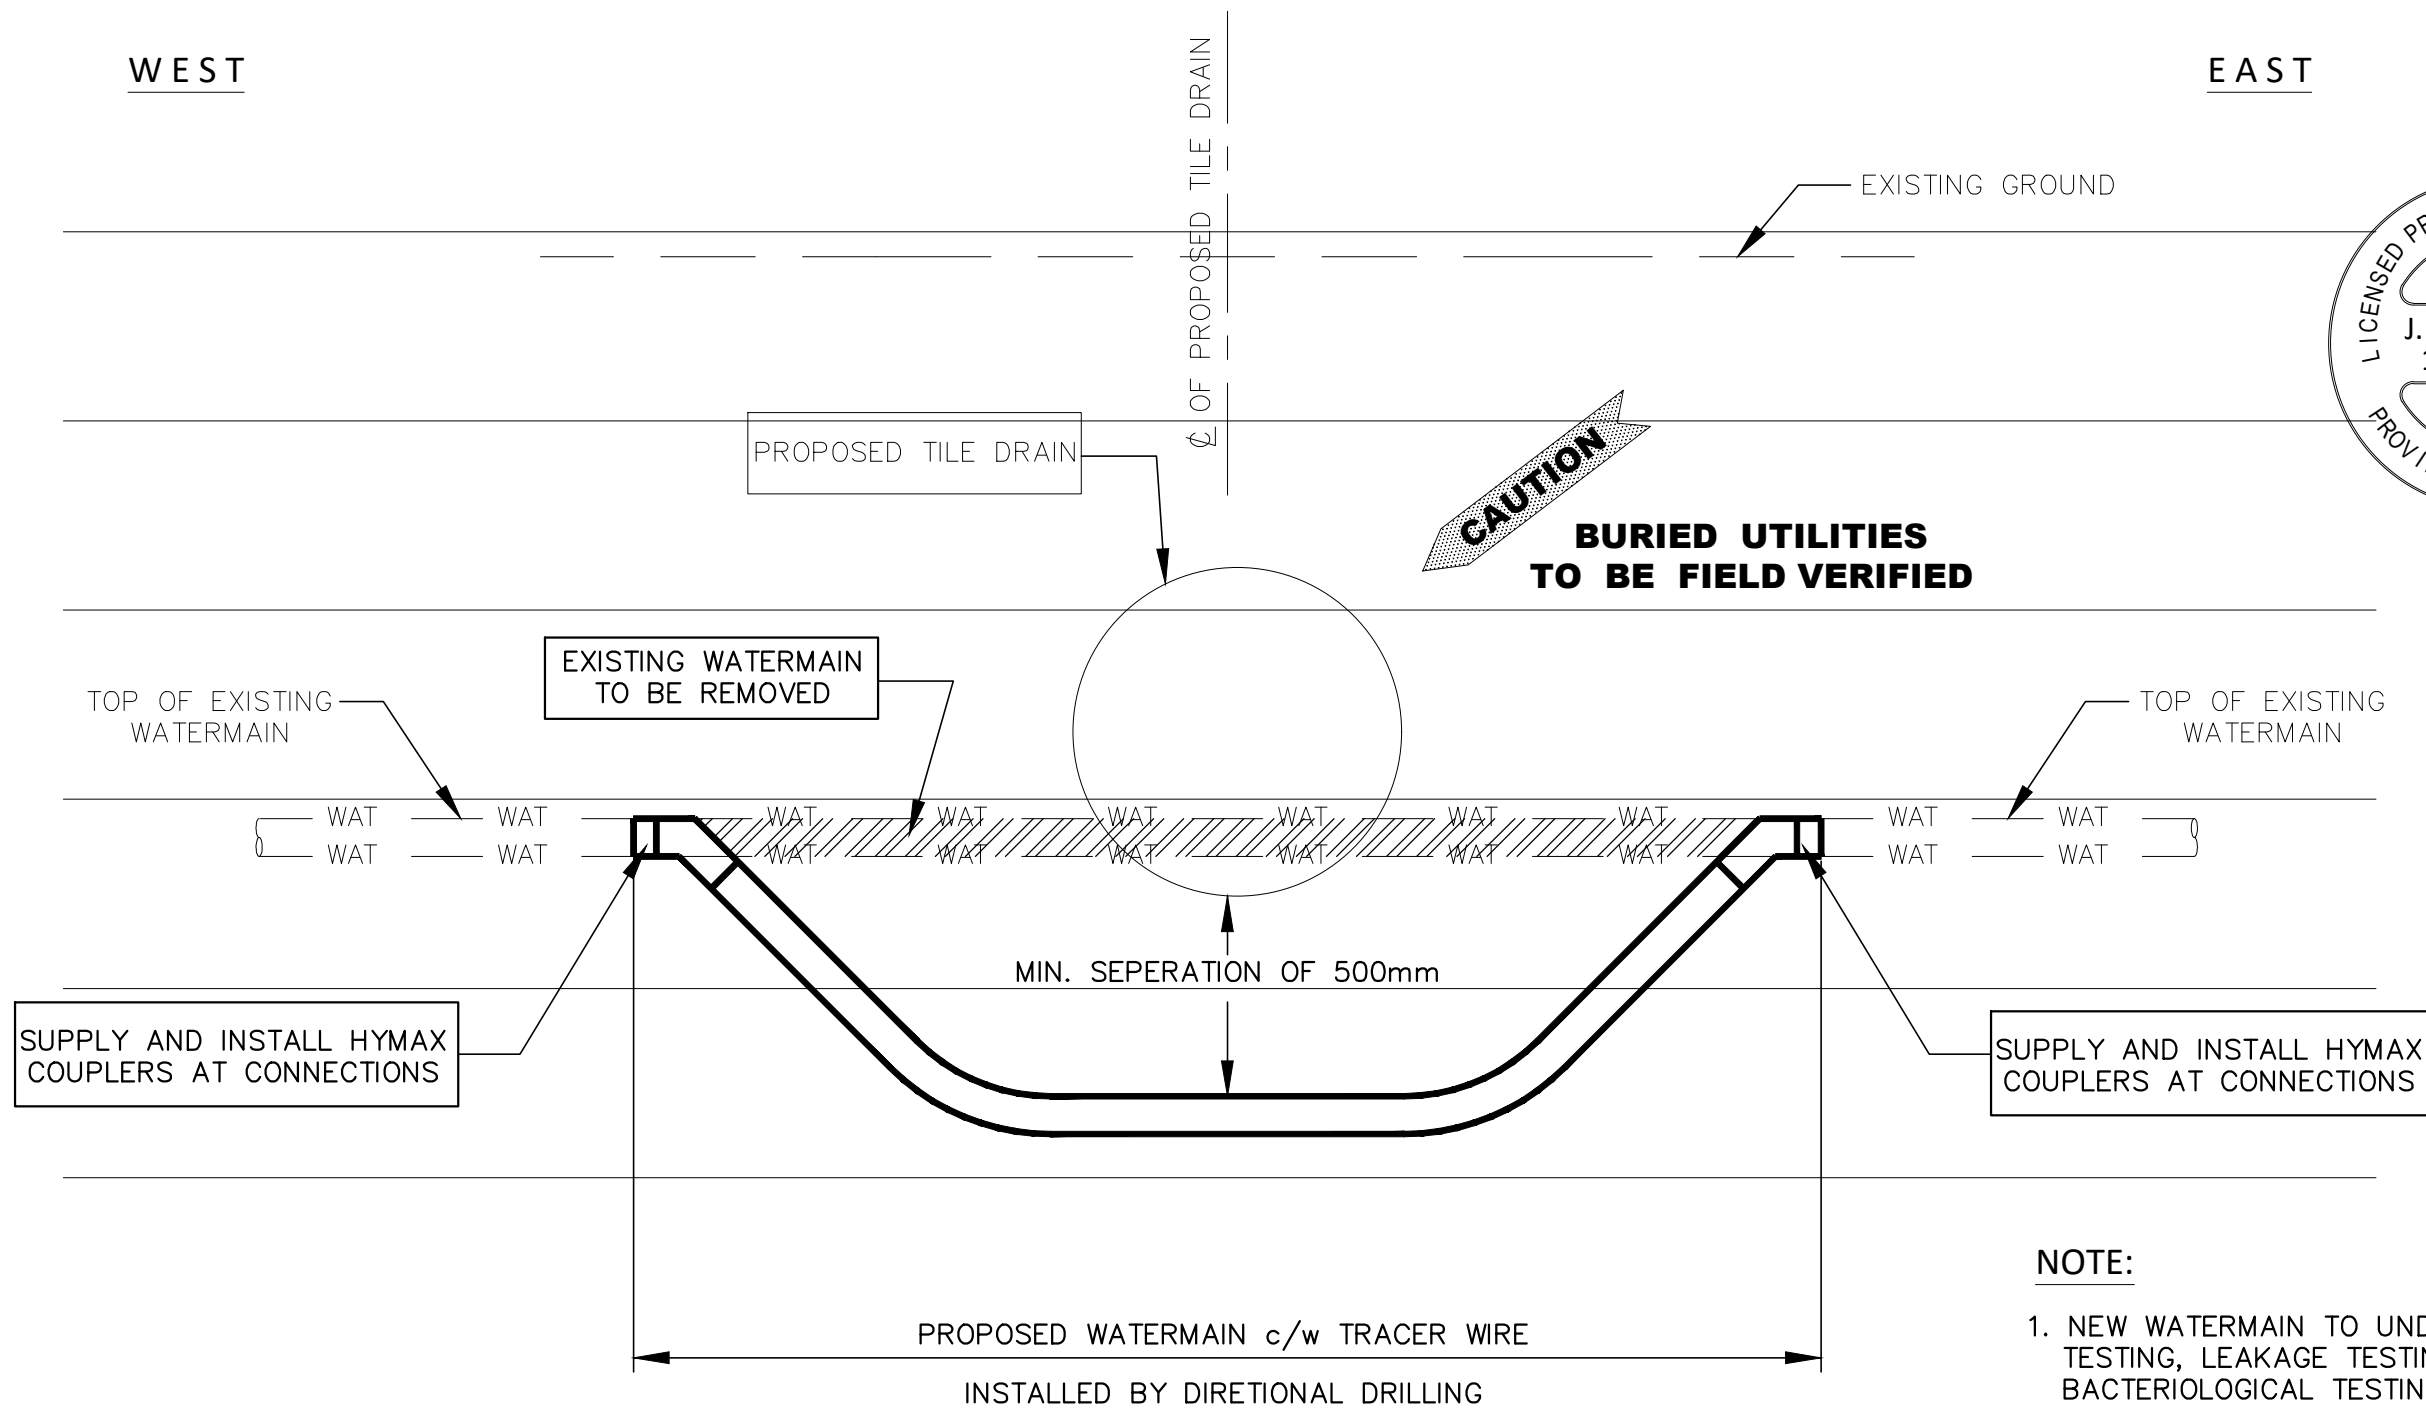 WEST
EAST
℄ OF PROPOSED TILE DRAIN
EXISTING GROUND
LICENSED
J.
PROPOSED TILE DRAIN
CAUTION
BURIED UTILITIES
TO BE FIELD VERIFIED
EXISTING WATERMAIN
TO BE REMOVED
TOP OF EXISTING
WATERMAIN
TOP OF EXISTING
WATERMAIN
WAT WAT WAT WAT WAT WAT WAT WAT WAT WAT
WAT WAT WAT WAT WAT WAT WAT WAT WAT WAT
MIN. SEPERATION OF 500mm
SUPPLY AND INSTALL HYMAX
COUPLERS AT CONNECTIONS
SUPPLY AND INSTALL HYMAX
COUPLERS AT CONNECTIONS
PROPOSED WATERMAIN c/w TRACER WIRE
INSTALLED BY DIRETIONAL DRILLING
NOTE:
1. NEW WATERMAIN TO
TESTING, LEAKAGE
BACTERIOLOGICAL